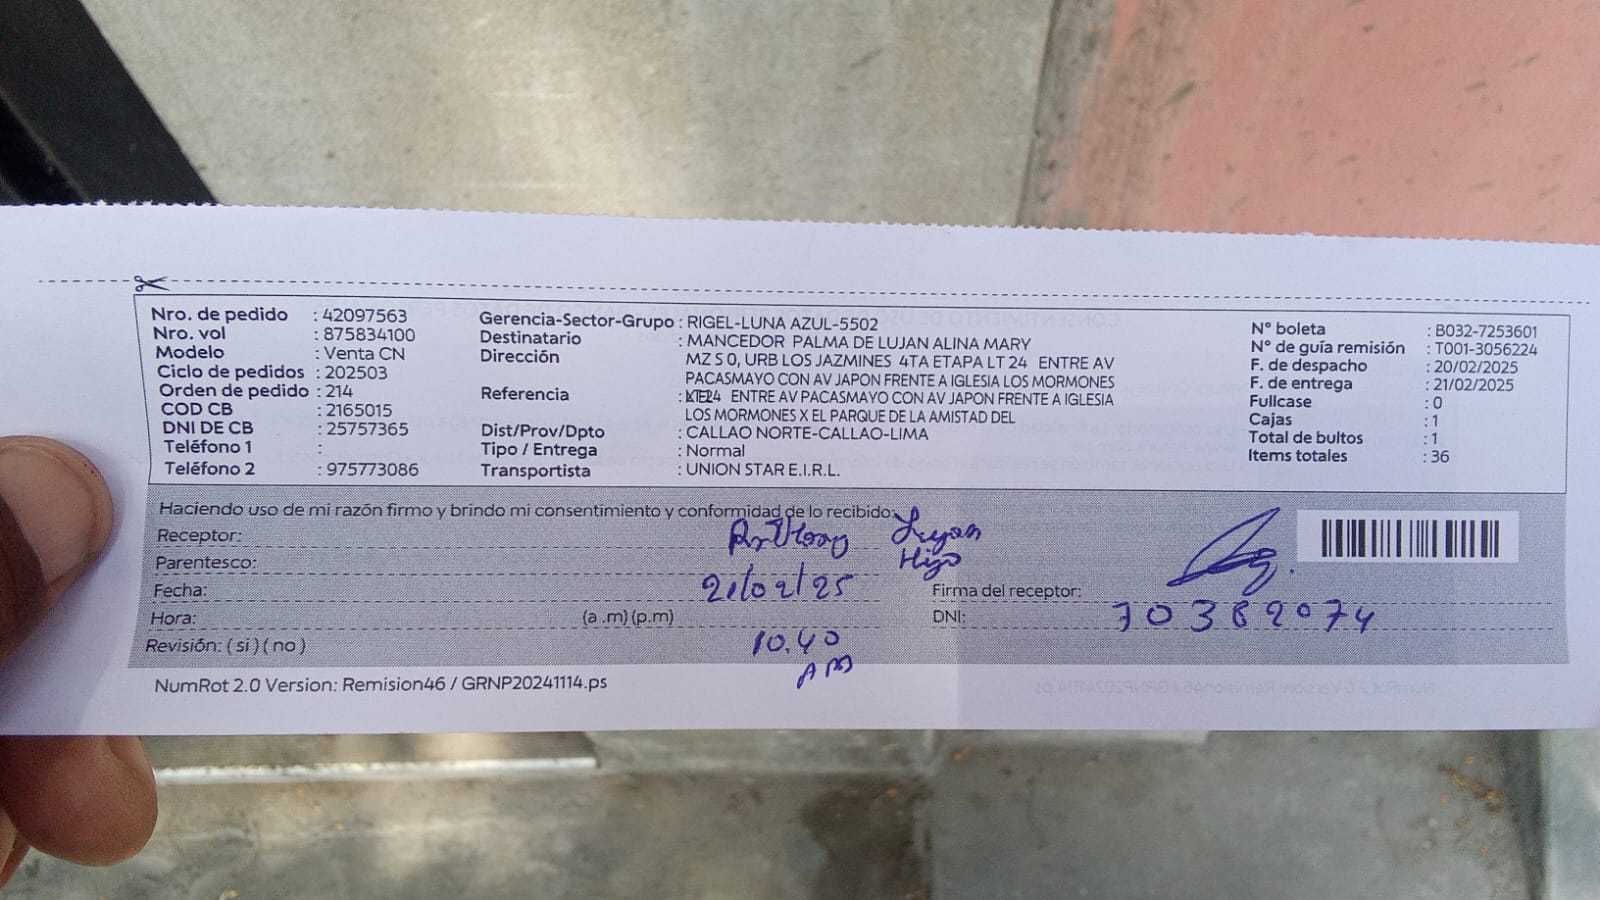 Nro. de pedido : 42097563
Nro. vol : 875834100
Modelo : Venta CN
Ciclo de pedidos : 202503
Orden de pedido : 214
COD CB : 2165015
DNI DE CB : 25757365
Teléfono 1
Teléfono 2 : 975773086
Gerencia-Sector-Grupo : RIGEL-LUNA AZUL-5502
Destinatario : MANCEDOR PALMA DE LUJAN ALINA MARY
Dirección MZ S 0, URB LOS JAZMINES 4TA ETAPA LT 24 ENTRE AV
PACASMAYO CON AV JAPON FRENTE A IGLESIA LOS MORMONES
Referencia : ENTRE AV PACASMAYO CON AV JAPON FRENTE A IGLESIA
LOS MORMONES X EL PARQUE DE LA AMISTAD DEL
Dist/Prov/Dpto : CALLAO NORTE-CALLAO-LIMA
Tipo / Entrega : Normal
Transportista : UNION STAR E.I.R.L.
N° boleta : B032-7253601
N° de guía remisión : T001-3056224
F. de despacho : 20/02/2025
F. de entrega : 21/02/2025
Fullcase : 0
Cajas : 1
Total de bultos : 1
Items totales : 36
Haciendo uso de mi razón firmo y brindo mi consentimiento y conformidad de lo recibido:
Receptor: Anthony Lujan
Parentesco: Hijo
Fecha: 21/02/25
Firma del receptor:
Hora: (a .m) (p.m) 10.40 AM
DNI: 70382074
Revisión: ( si ) ( no )
NumRot 2.0 Version: Remision46 / GRNP20241114.ps